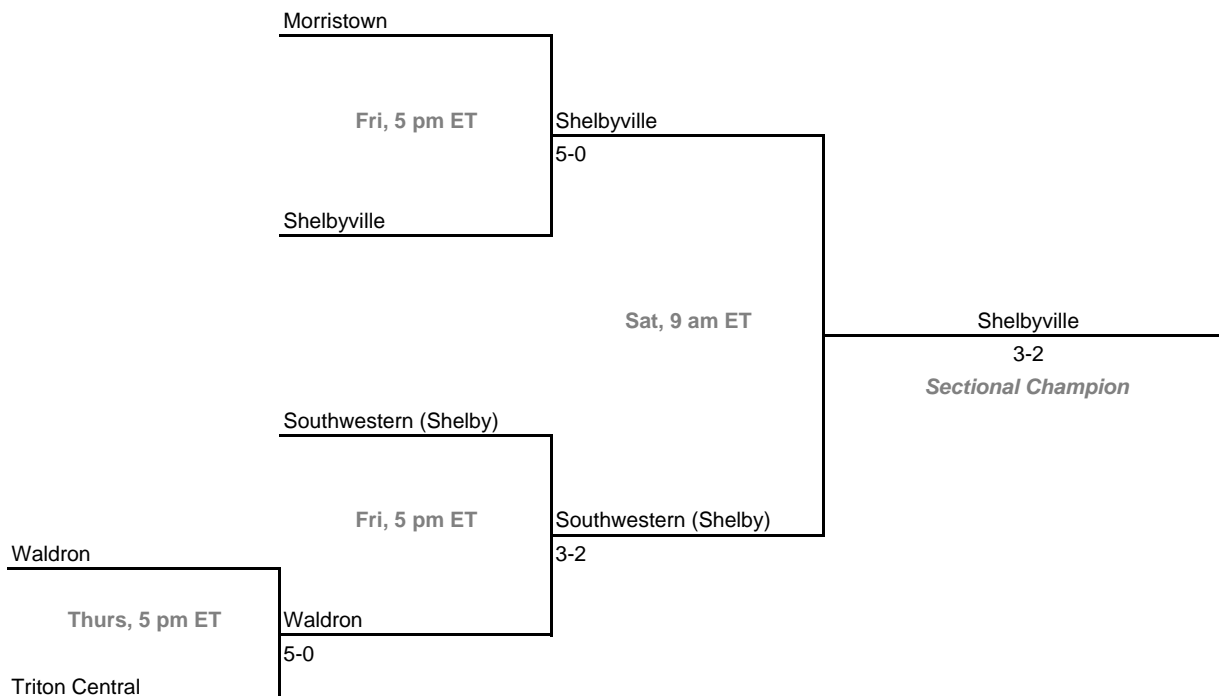 Morristown
Fri, 5 pm ET
Shelbyville
5-0
Shelbyville
Sat, 9 am ET
Shelbyville
3-2
Sectional Champion
Southwestern (Shelby)
Fri, 5 pm ET
Southwestern (Shelby)
3-2
Waldron
Thurs, 5 pm ET
Waldron
5-0
Triton Central